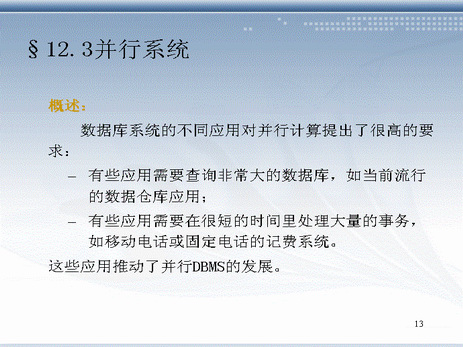 §12.3并行系统
概述：
数据库系统的不同应用对并行计算提出了很高的要
求：
– 有些应用需要查询非常大的数据库，如当前流行
的数据仓库应用；
– 有些应用需要在很短的时间里处理大量的事务，
如移动电话或固定电话的记费系统。
这些应用推动了并行DBMS的发展。
13